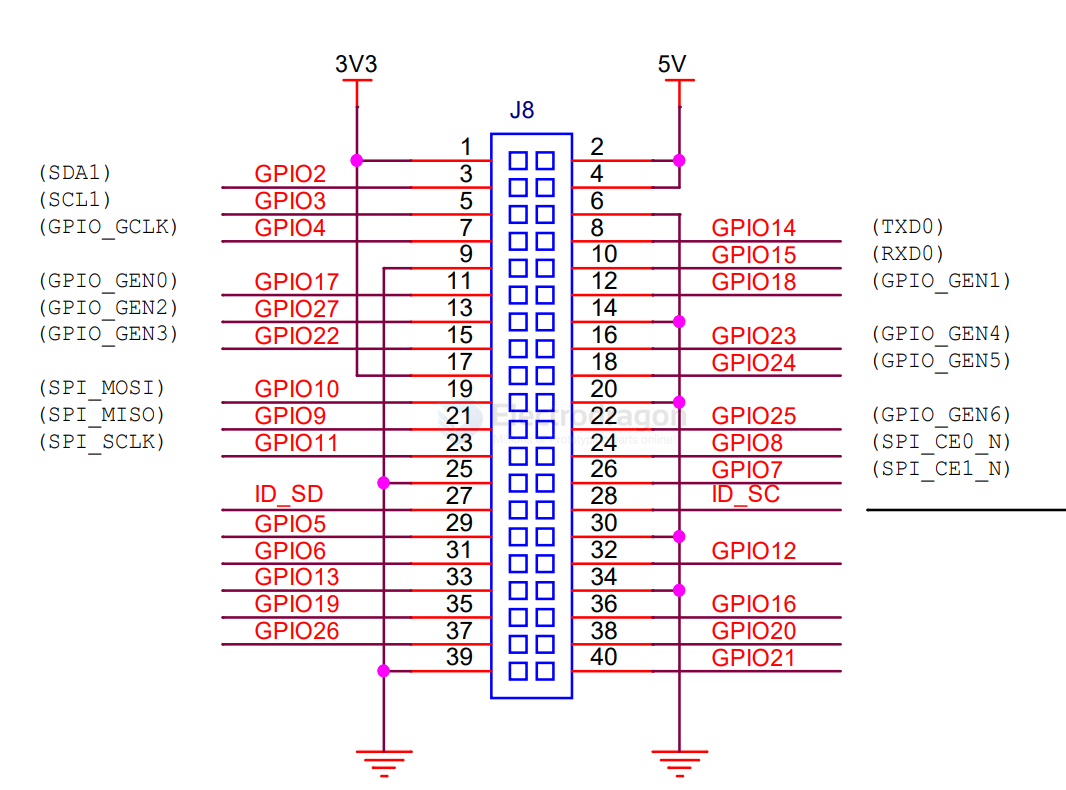 3V3 5V
J8
1 2
(SDA1) GPIO2 3 4
(SCL1) GPIO3 5 6
(GPIO_GCLK) GPIO4 7 8 GPIO14 (TXD0)
9 10 GPIO15 (RXD0)
(GPIO_GEN0) GPIO17 11 12 GPIO18 (GPIO_GEN1)
(GPIO_GEN2) GPIO27 13 14
(GPIO_GEN3) GPIO22 15 16 GPIO23 (GPIO_GEN4)
17 18 GPIO24 (GPIO_GEN5)
(SPI_MOSI) GPIO10 19 20
(SPI_MISO) GPIO9 21 Electrodragon 22 GPIO25 (GPIO_GEN6)
(SPI_SCLK) GPIO11 23 24 GPIO8 (SPI_CE0_N)
25 26 GPIO7 (SPI_CE1_N)
ID_SD 27 28 ID_SC
GPIO5 29 30
GPIO6 31 32 GPIO12
GPIO13 33 34
GPIO19 35 36 GPIO16
GPIO26 37 38 GPIO20
39 40 GPIO21